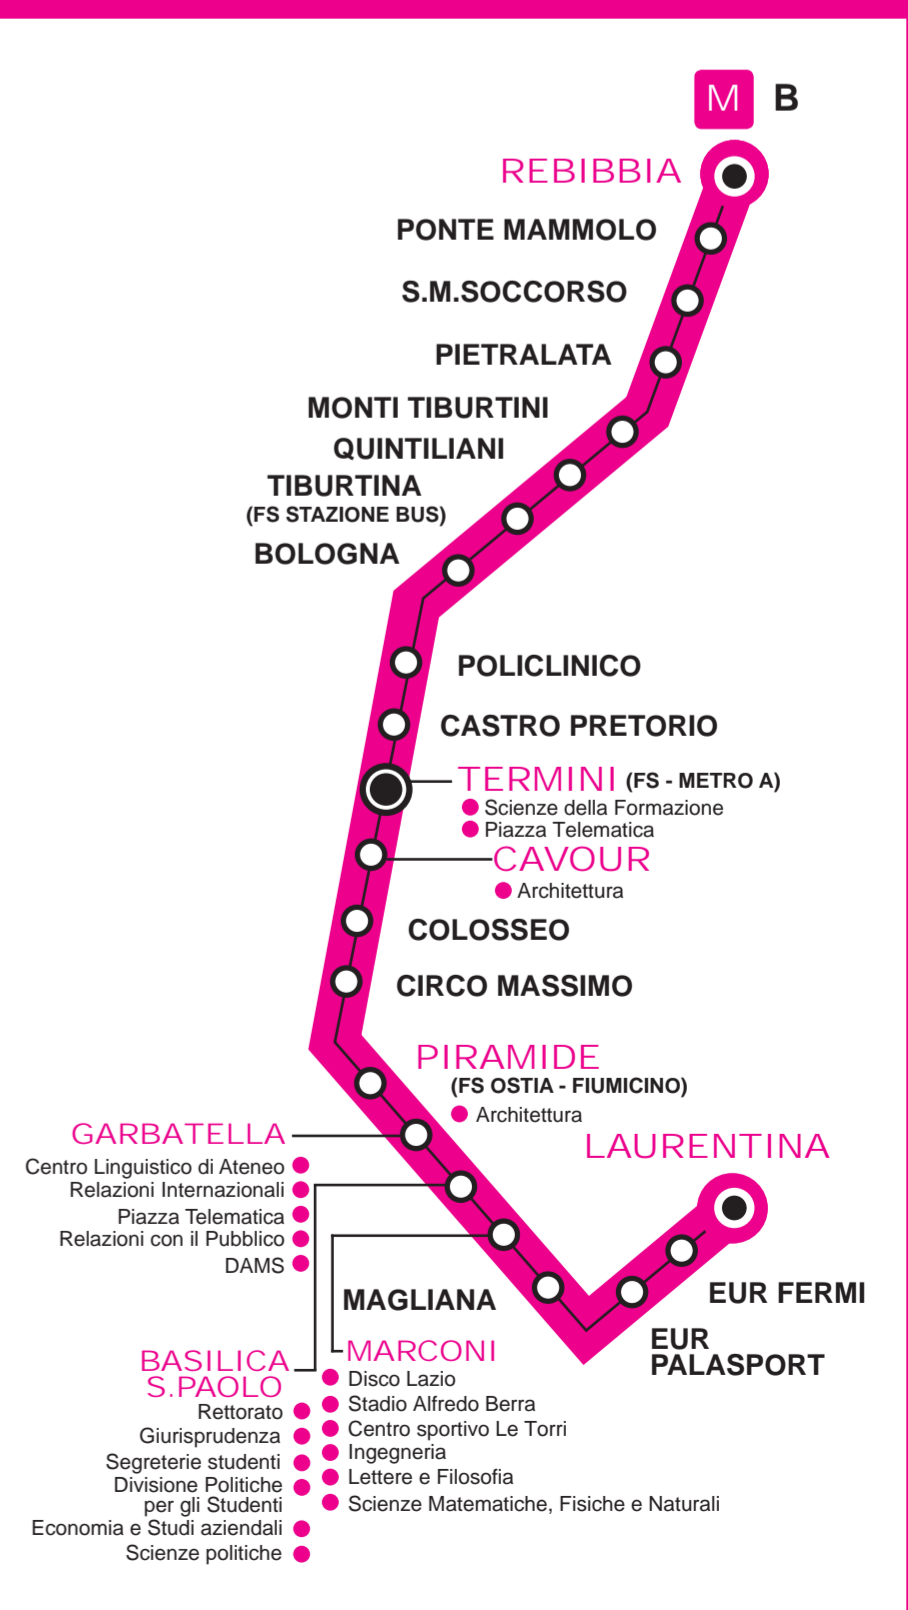 M B
REBIBBIA
PONTE MAMMOLO
S.M.SOCCORSO
PIETRALATA
MONTI TIBURTINI
QUINTILIANI
TIBURTINA
(FS STAZIONE BUS)
BOLOGNA
POLICLINICO
CASTRO PRETORIO
TERMINI (FS - METRO A)
Scienze della Formazione
Piazza Telematica
CAVOUR
Architettura
COLOSSEO
CIRCO MASSIMO
PIRAMIDE
(FS OSTIA - FIUMICINO)
Architettura
GARBATELLA
Centro Linguistico di Ateneo
Relazioni Internazionali
Piazza Telematica
Relazioni con il Pubblico
DAMS
LAURENTINA
EUR FERMI
EUR
PALASPORT
MAGLIANA
BASILICA
S.PAOLO
Rettorato
Giurisprudenza
Segreterie studenti
Divisione Politiche
per gli Studenti
Economia e Studi aziendali
Scienze politiche
MARCONI
Disco Lazio
Stadio Alfredo Berra
Centro sportivo Le Torri
Ingegneria
Lettere e Filosofia
Scienze Matematiche, Fisiche e Naturali